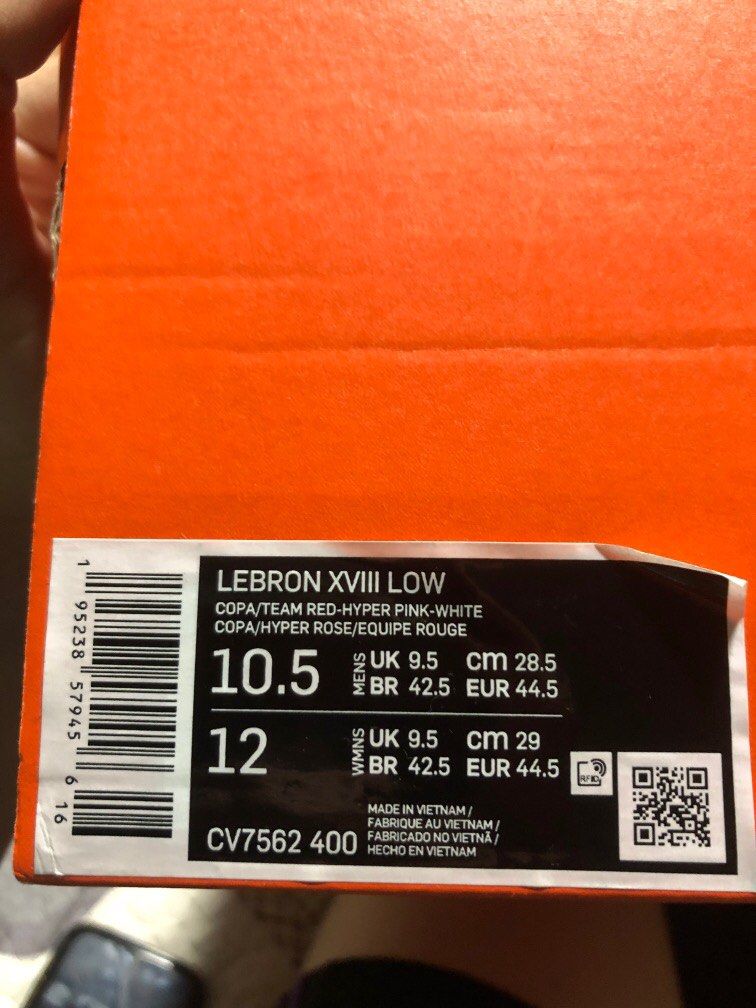 LEBRON XVIII LOW
COPA/TEAM RED-HYPER PINK-WHITE
COPA/HYPER ROSE/EQUIPE ROUGE
10.5 MENS UK 9.5 cm 28.5
BR 42.5 EUR 44.5
12 WMNS UK 9.5 cm 29
BR 42.5 EUR 44.5
RFID
CV7562 400
MADE IN VIETNAM /
FABRIQUE AU VIETNAM /
FABRICADO NO VIETNÃ /
HECHO EN VIETNAM
1 95238 57945 6 16